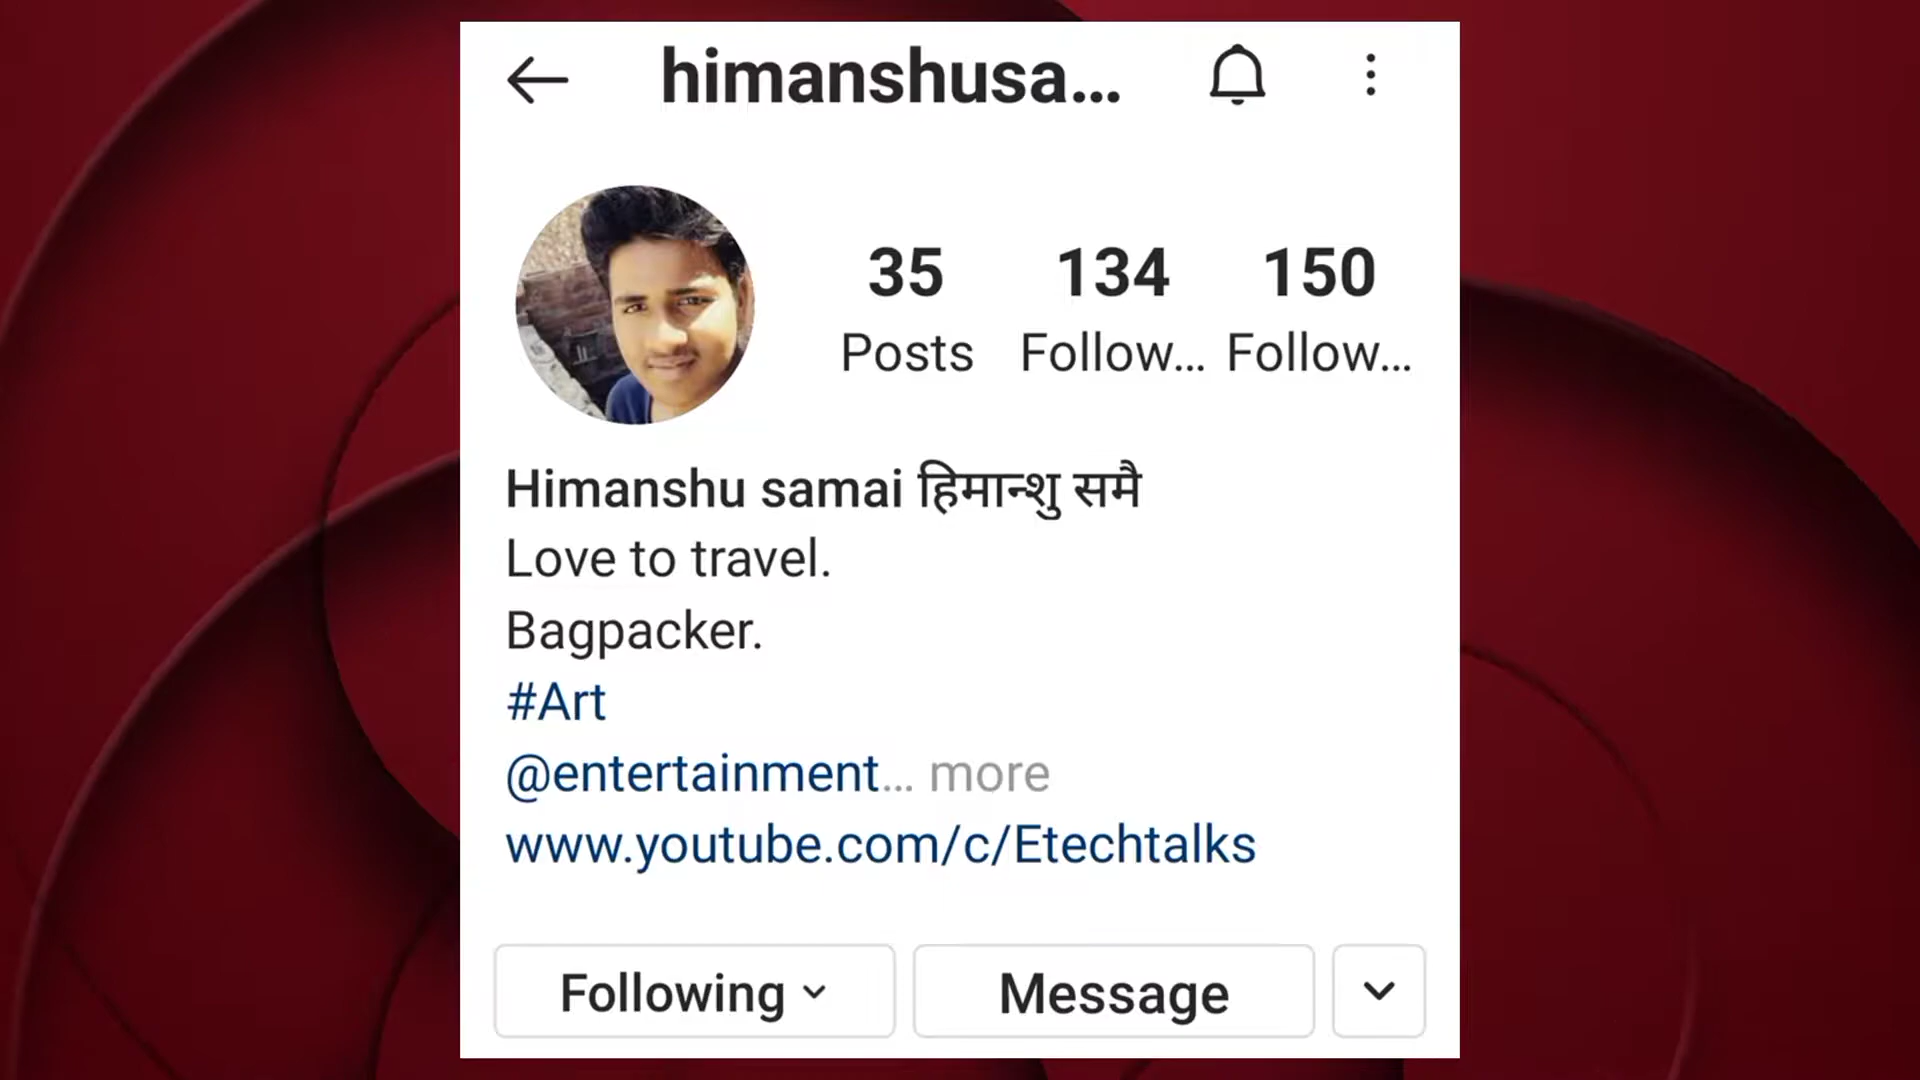 himanshusa...
35 134 150
Posts Follow... Follow...
Himanshu samai हिमान्शु समै
Love to travel.
Bagpacker.
#Art
@entertainment... more
www.youtube.com/c/Etechtalks
Following Message